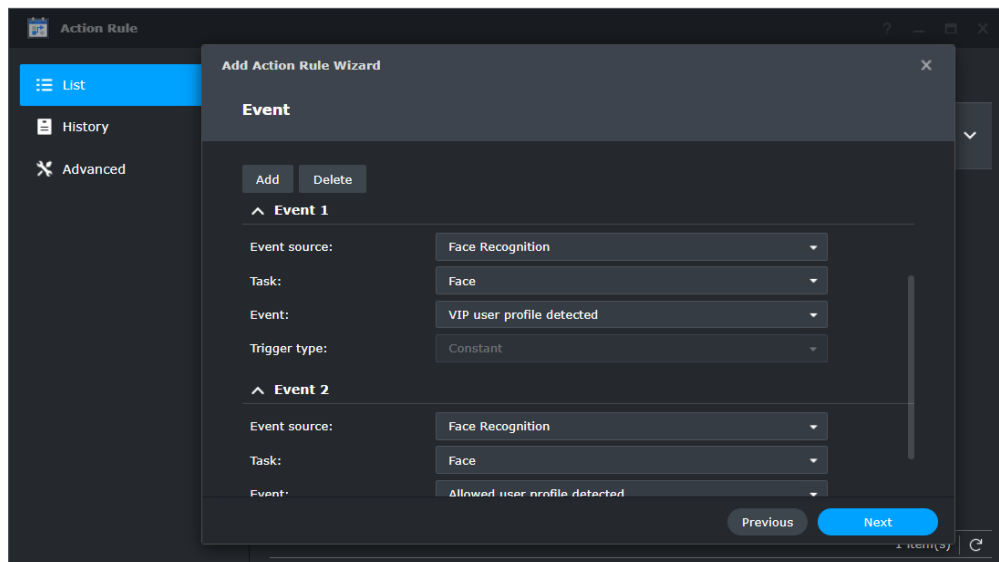 Action Rule
?
Add Action Rule Wizard
List
Event
History
Advanced
Add Delete
Event 1
Event source: Face Recognition
Task: Face
Event: VIP user profile detected
Trigger type: Constant
Event 2
Event source: Face Recognition
Task: Face
Event: Allowed user profile detected
Previous Next
1 item(s)